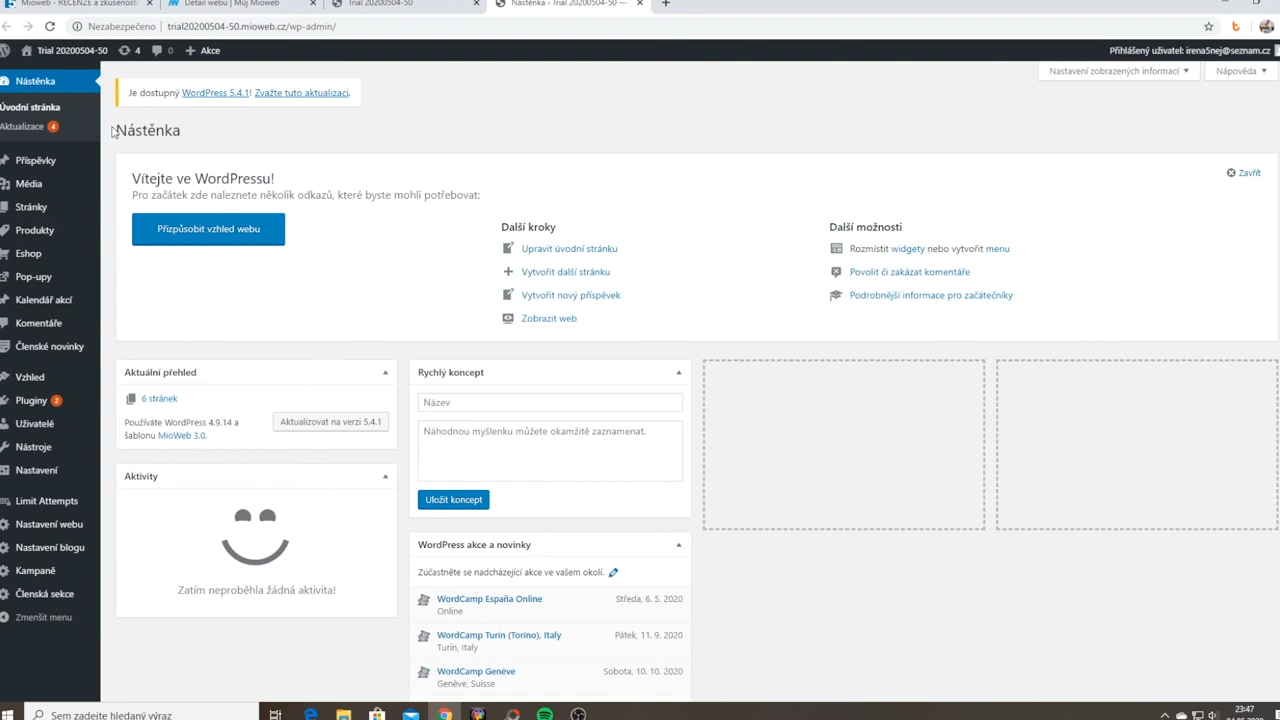 Mioweb - RECENZE a zkušenosti
Detail webu | Můj Mioweb
Trial 20200504-50
Nástěnka ‹ Trial 20200504-50 —
Nezabezpečeno | trial20200504-50.mioweb.cz/wp-admin/
Trial 20200504-50
4
0
Akce
Přihlášený uživatel: irena5nej@seznam.cz
Nástěnka
Úvodní stránka
Aktualizace 4
Příspěvky
Média
Stránky
Produkty
Eshop
Pop-upy
Kalendář akcí
Komentáře
Členské novinky
Vzhled
Pluginy 2
Uživatelé
Nástroje
Nastavení
Limit Attempts
Nastavení webu
Nastavení blogu
Kampaně
Členská sekce
Zmenšit menu
Nastavení zobrazených informací
Nápověda
Je dostupný WordPress 5.4.1! Zvažte tuto aktualizaci.
Nástěnka
Vítejte ve WordPressu!
Zavřít
Pro začátek zde naleznete několik odkazů, které byste mohli potřebovat:
Přizpůsobit vzhled webu
Další kroky
Upravit úvodní stránku
Vytvořit další stránku
Vytvořit nový příspěvek
Zobrazit web
Další možnosti
Rozmístit widgety nebo vytvořit menu
Povolit či zakázat komentáře
Podrobnější informace pro začátečníky
Aktuální přehled
6 stránek
Používáte WordPress 4.9.14 a
šablonu MioWeb 3.0.
Aktualizovat na verzi 5.4.1
Aktivity
Zatím neproběhla žádná aktivita!
Rychlý koncept
Název
Náhodnou myšlenku můžete okamžitě zaznamenat.
Uložit koncept
WordPress akce a novinky
Zúčastněte se nadcházející akce ve vašem okolí.
WordCamp España Online
Středa, 6. 5. 2020
Online
WordCamp Turin (Torino), Italy
Pátek, 11. 9. 2020
Turin, Italy
WordCamp Genève
Sobota, 10. 10. 2020
Genève, Suisse
Sem zadejte hledaný výraz
23:47